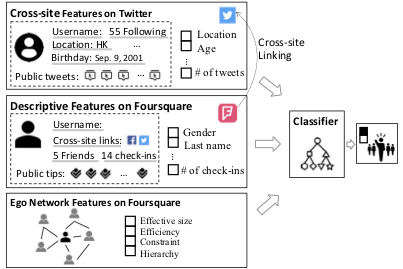 Cross-site Features on Twitter
Username: 55 Following
Location: HK ...
Birthday: Sep. 9, 2001
Public tweets: ...
Location
Age
⋮
# of tweets
Cross-site
Linking
Descriptive Features on Foursquare
Username:
Cross-site links:
5 Friends 14 check-ins
Public tips: ...
Gender
Last name
⋮
# of check-ins
Classifier
Ego Network Features on Foursquare
Effective size
Efficiency
Constraint
Hierarchy